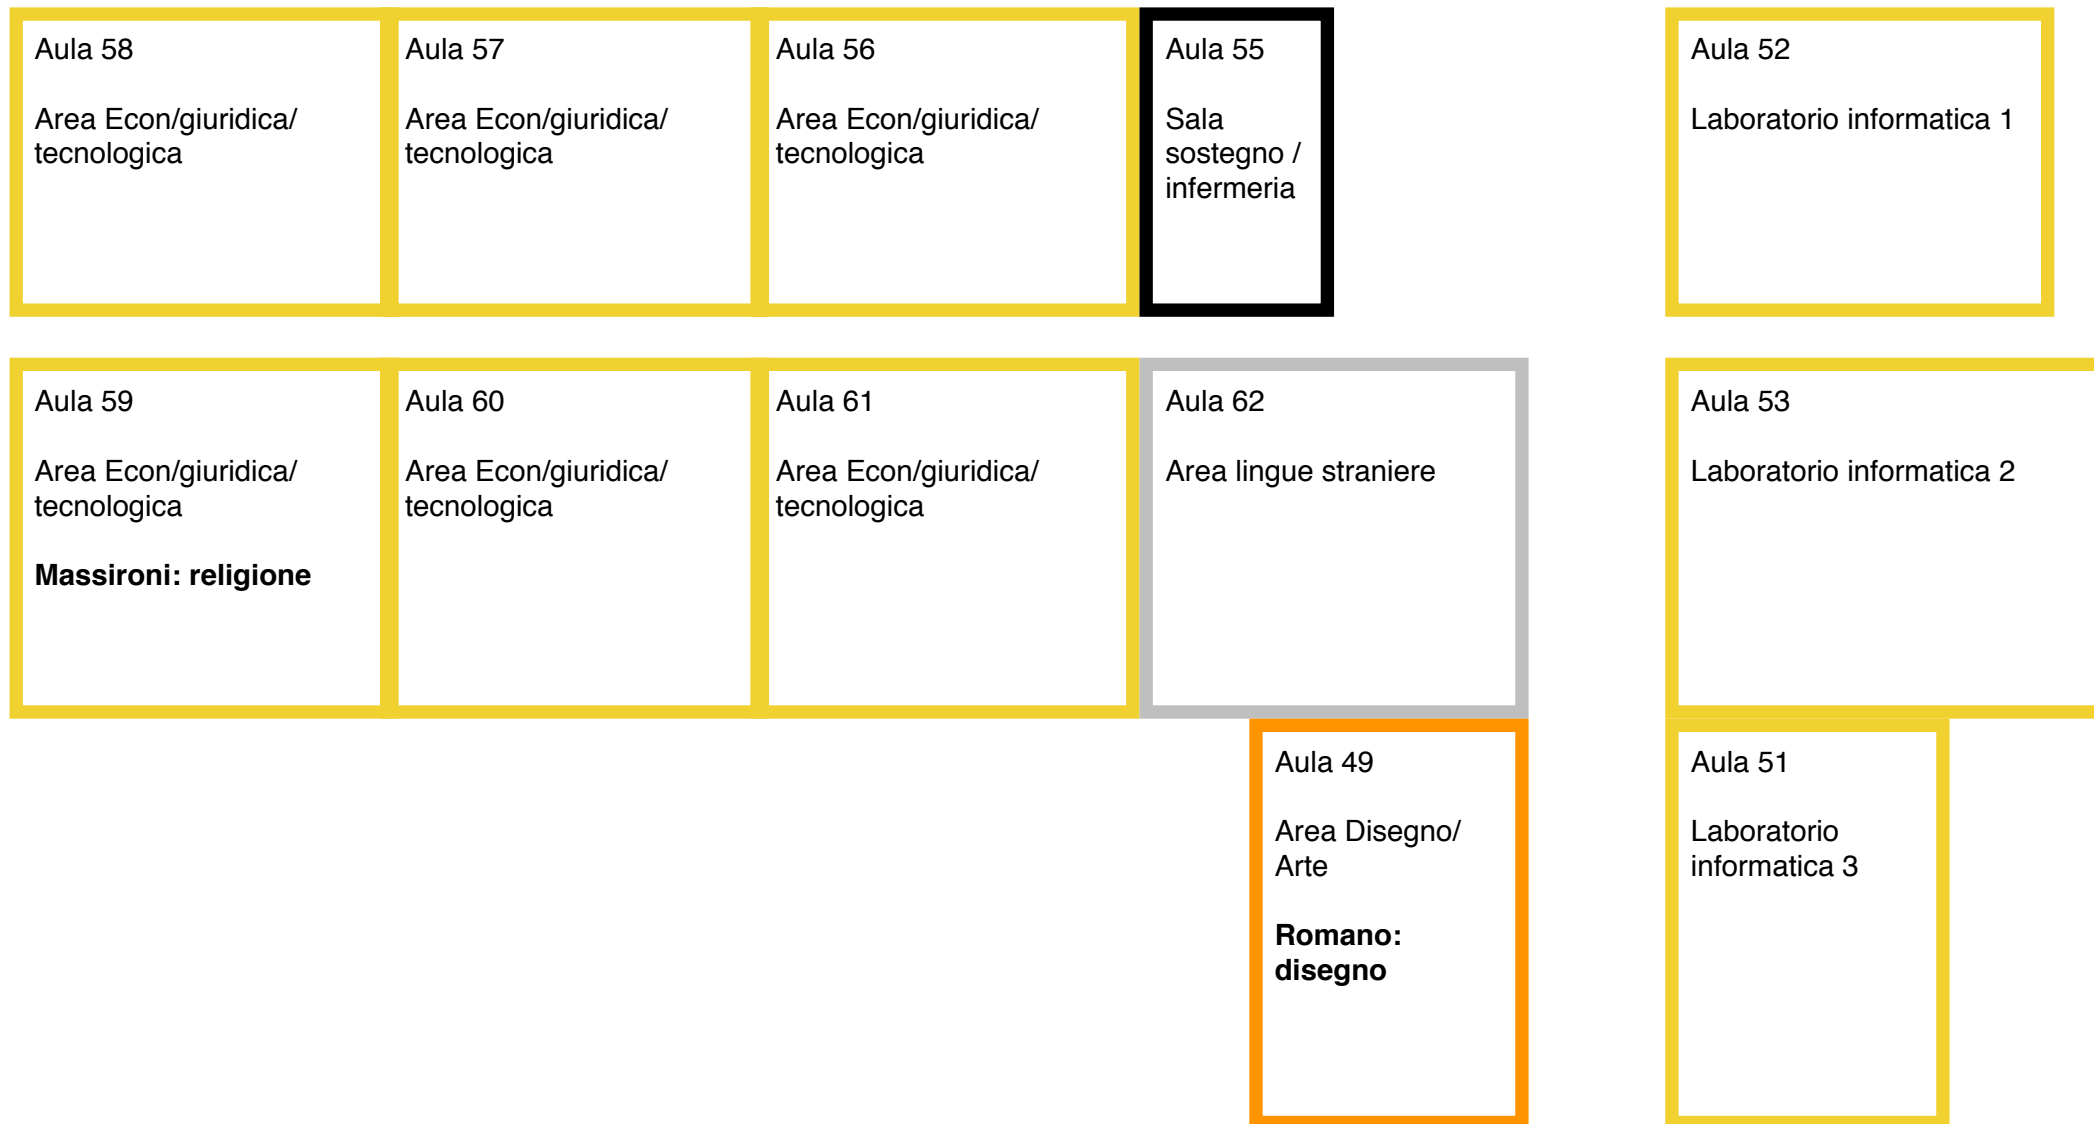 Aula 58
Area Econ/giuridica/
tecnologica
Aula 57
Area Econ/giuridica/
tecnologica
Aula 56
Area Econ/giuridica/
tecnologica
Aula 55
Sala
sostegno /
infermeria
Aula 52
Laboratorio informatica 1
Aula 59
Area Econ/giuridica/
tecnologica
Massironi: religione
Aula 60
Area Econ/giuridica/
tecnologica
Aula 61
Area Econ/giuridica/
tecnologica
Aula 62
Area lingue straniere
Aula 53
Laboratorio informatica 2
Aula 49
Area Disegno/
Arte
Romano:
disegno
Aula 51
Laboratorio
informatica 3